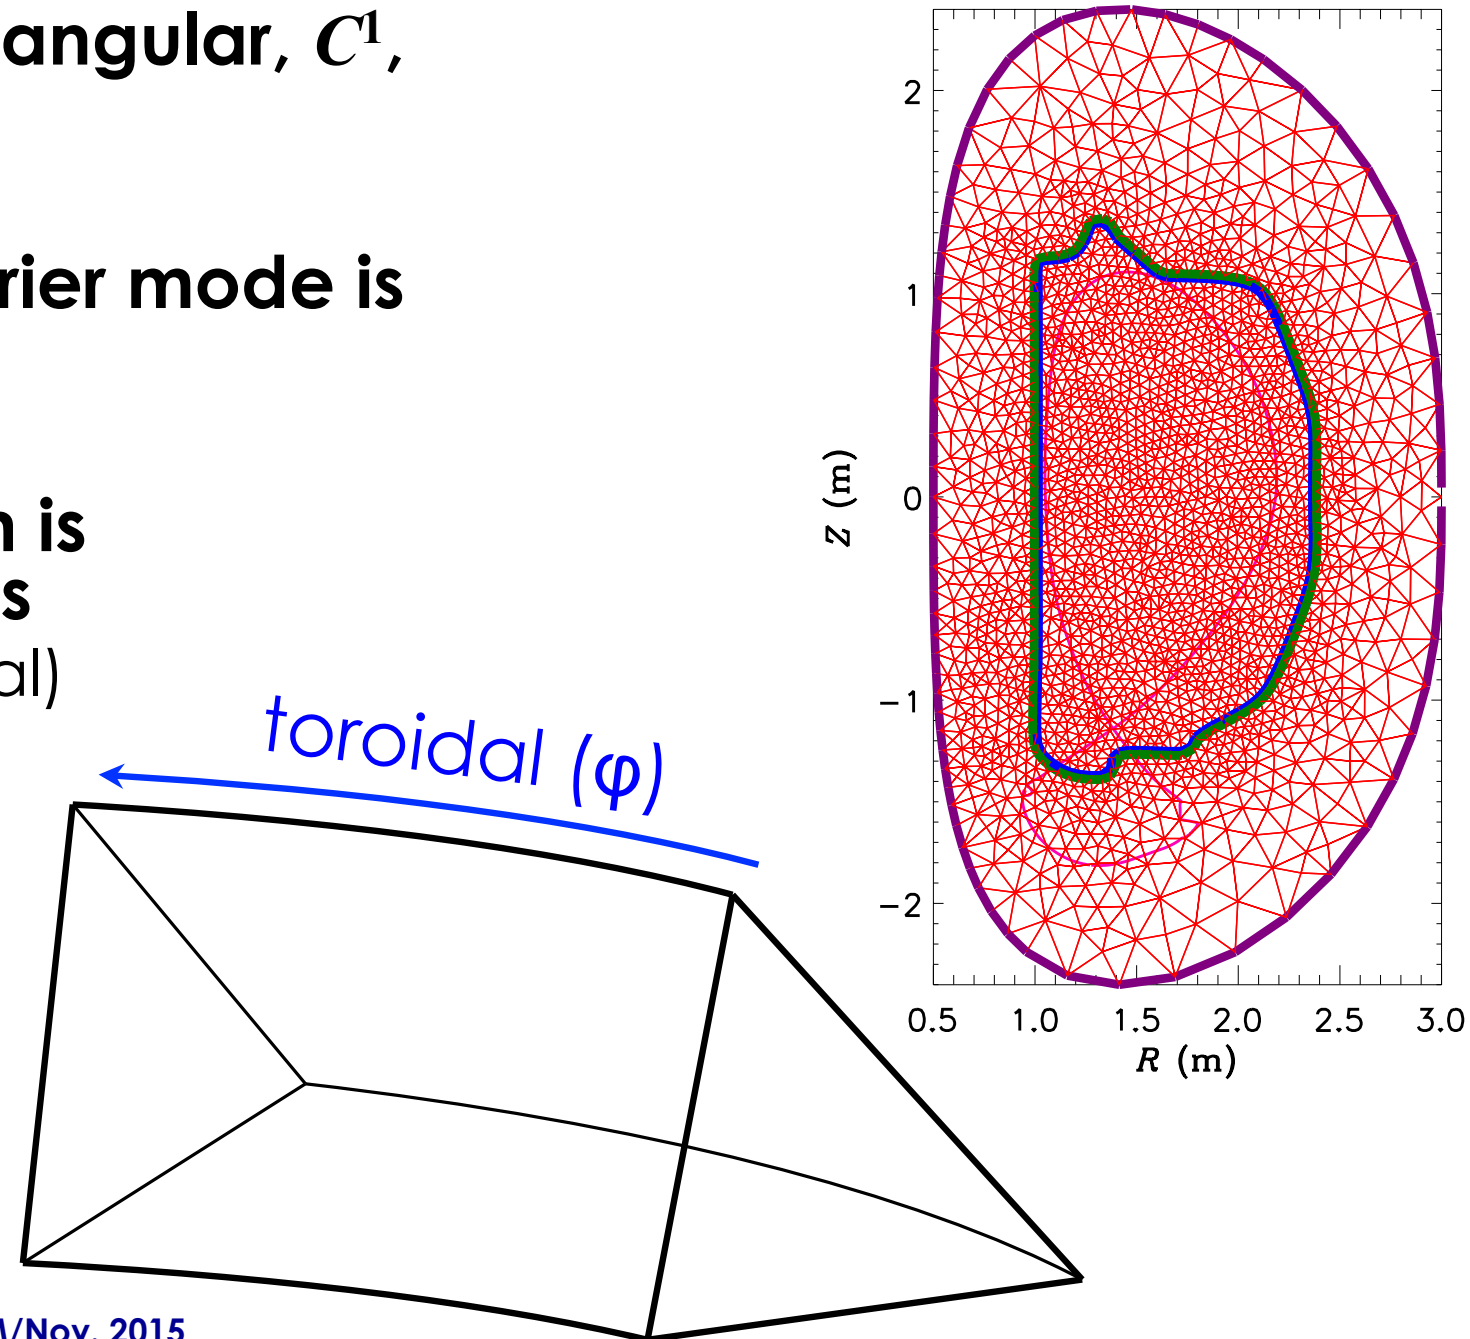 angular, C¹,
rier mode is
n is
s
al)
toroidal (φ)
/Nov. 2015
2
1
0
−1
−2
Z (m)
0.5 1.0 1.5 2.0 2.5 3.0
R (m)